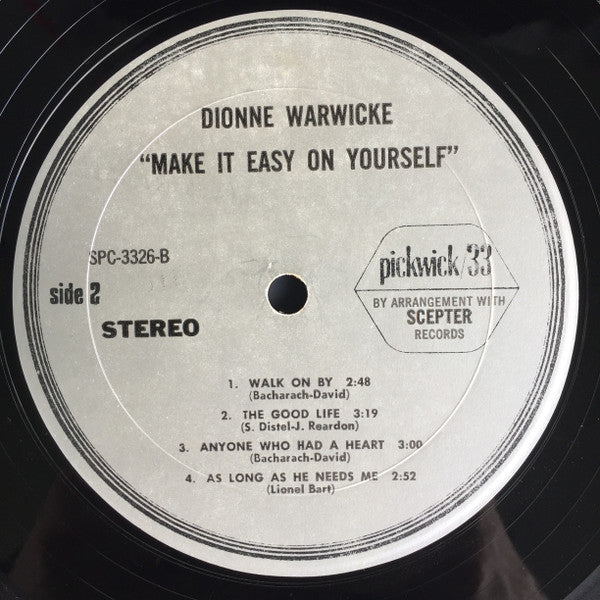 DIONNE WARWICKE
"MAKE IT EASY ON YOURSELF"
SPC-3326-B
side 2
STEREO
pickwick/33
BY ARRANGEMENT WITH
SCEPTER
RECORDS
1. WALK ON BY 2:48
(Bacharach-David)
2. THE GOOD LIFE 3:19
(S. Distel-J. Reardon)
3. ANYONE WHO HAD A HEART 3:00
(Bacharach-David)
4. AS LONG AS HE NEEDS ME 2:52
(Lionel Bart)